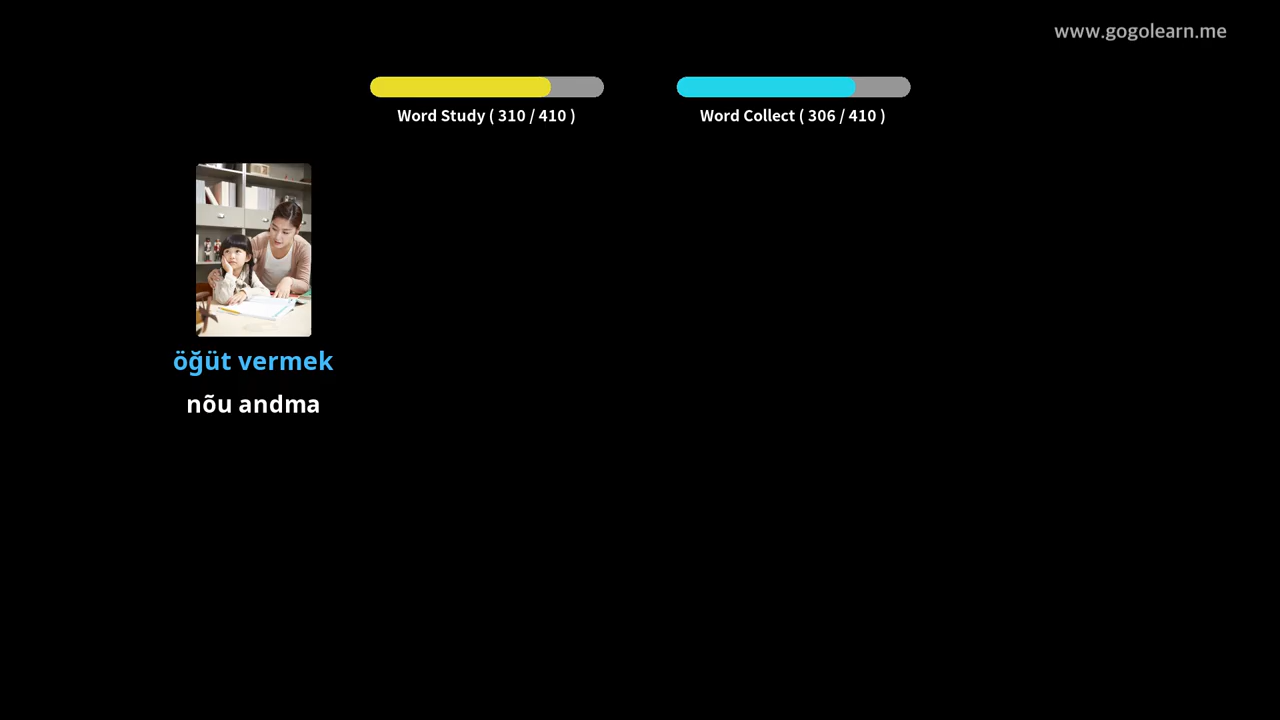 www.gogolearn.me
Word Study ( 310 / 410 )
Word Collect ( 306 / 410 )
öğüt vermek
nõu andma